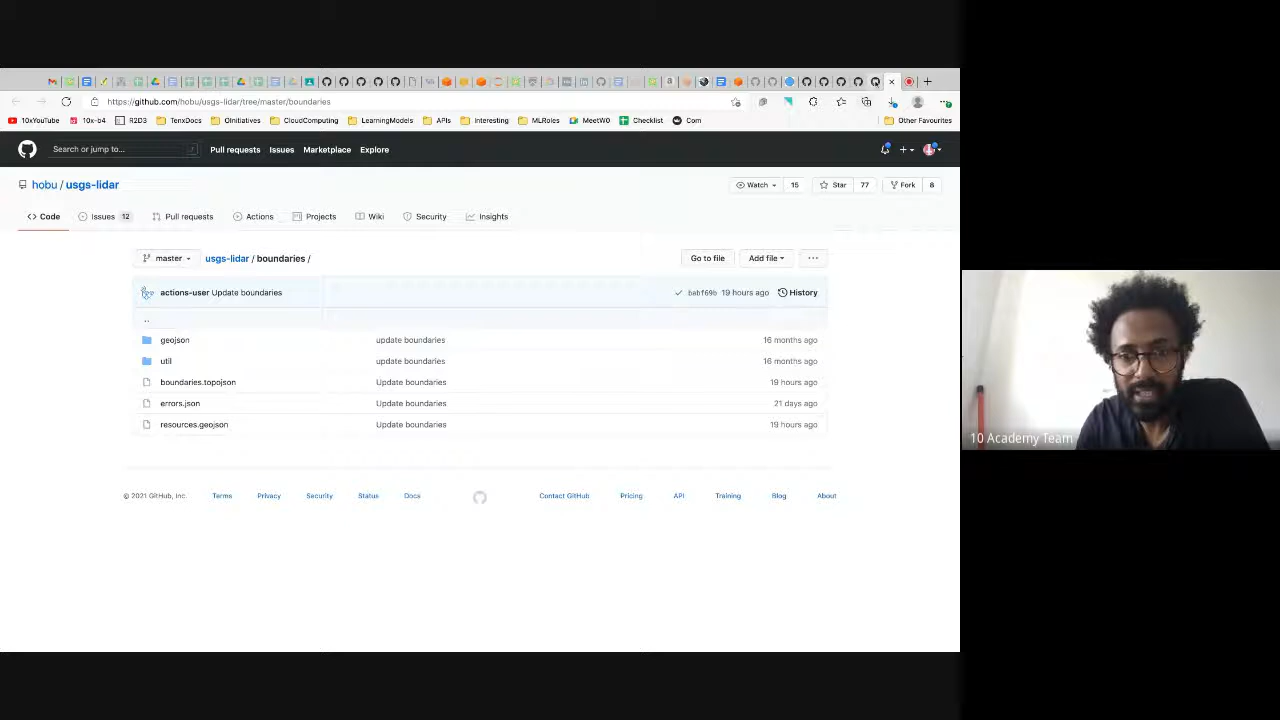 https://github.com/hobu/usgs-lidar/tree/master/boundaries
10xYouTube 10x-b4 R2D3 TenxDocs OInitiatives CloudComputing LearningModels APIs Interesting MLRoles MeetW0 Checklist Com Other Favourites
Search or jump to... / Pull requests Issues Marketplace Explore
hobu / usgs-lidar Watch 15 Star 77 Fork 8
Code Issues 12 Pull requests Actions Projects Wiki Security Insights
master usgs-lidar / boundaries / Go to file Add file ...
actions-user Update boundaries babf69b 19 hours ago History
..
geojson update boundaries 16 months ago
util update boundaries 16 months ago
boundaries.topojson Update boundaries 19 hours ago
errors.json Update boundaries 21 days ago
resources.geojson Update boundaries 19 hours ago
10 Academy Team
© 2021 GitHub, Inc. Terms Privacy Security Status Docs Contact GitHub Pricing API Training Blog About